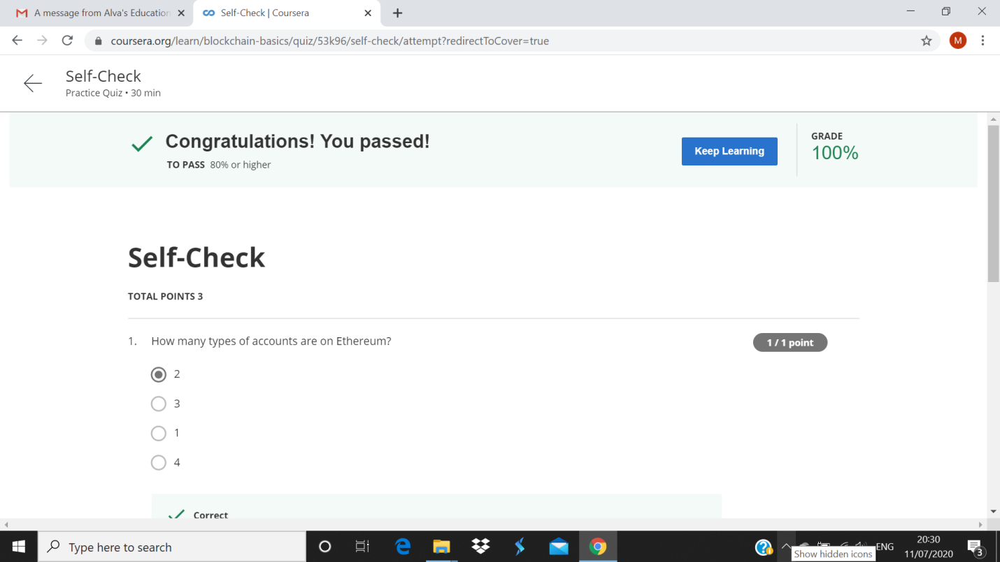 A message from Alva's Education
Self-Check | Coursera
coursera.org/learn/blockchain-basics/quiz/53k96/self-check/attempt?redirectToCover=true
M
Self-Check
Practice Quiz • 30 min
Congratulations! You passed!
TO PASS 80% or higher
Keep Learning
GRADE
100%
Self-Check
TOTAL POINTS 3
1. How many types of accounts are on Ethereum?
1 / 1 point
2
3
1
4
Correct
Type here to search
Show hidden icons
ENG
20:30
11/07/2020
3